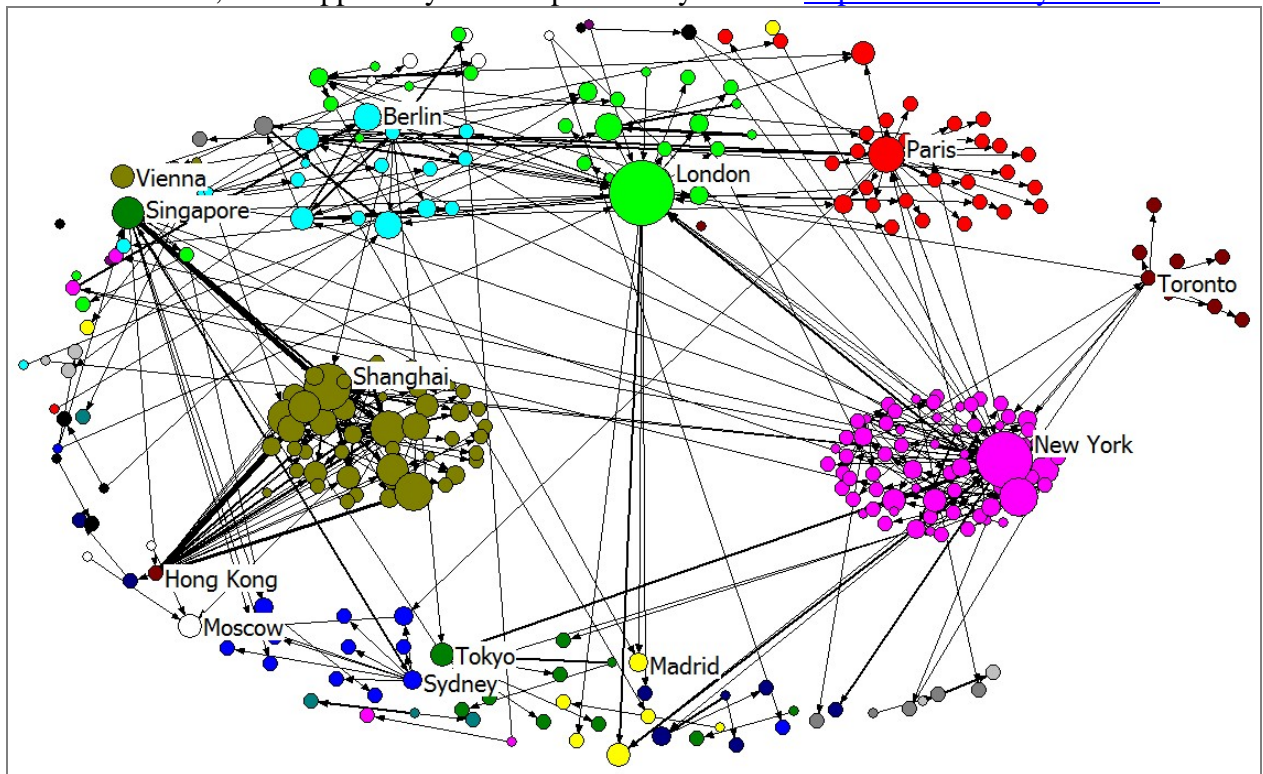 Berlin
London
Paris
Vienna
Singapore
Toronto
Shanghai
New York
Hong Kong
Moscow
Tokyo
Madrid
Sydney